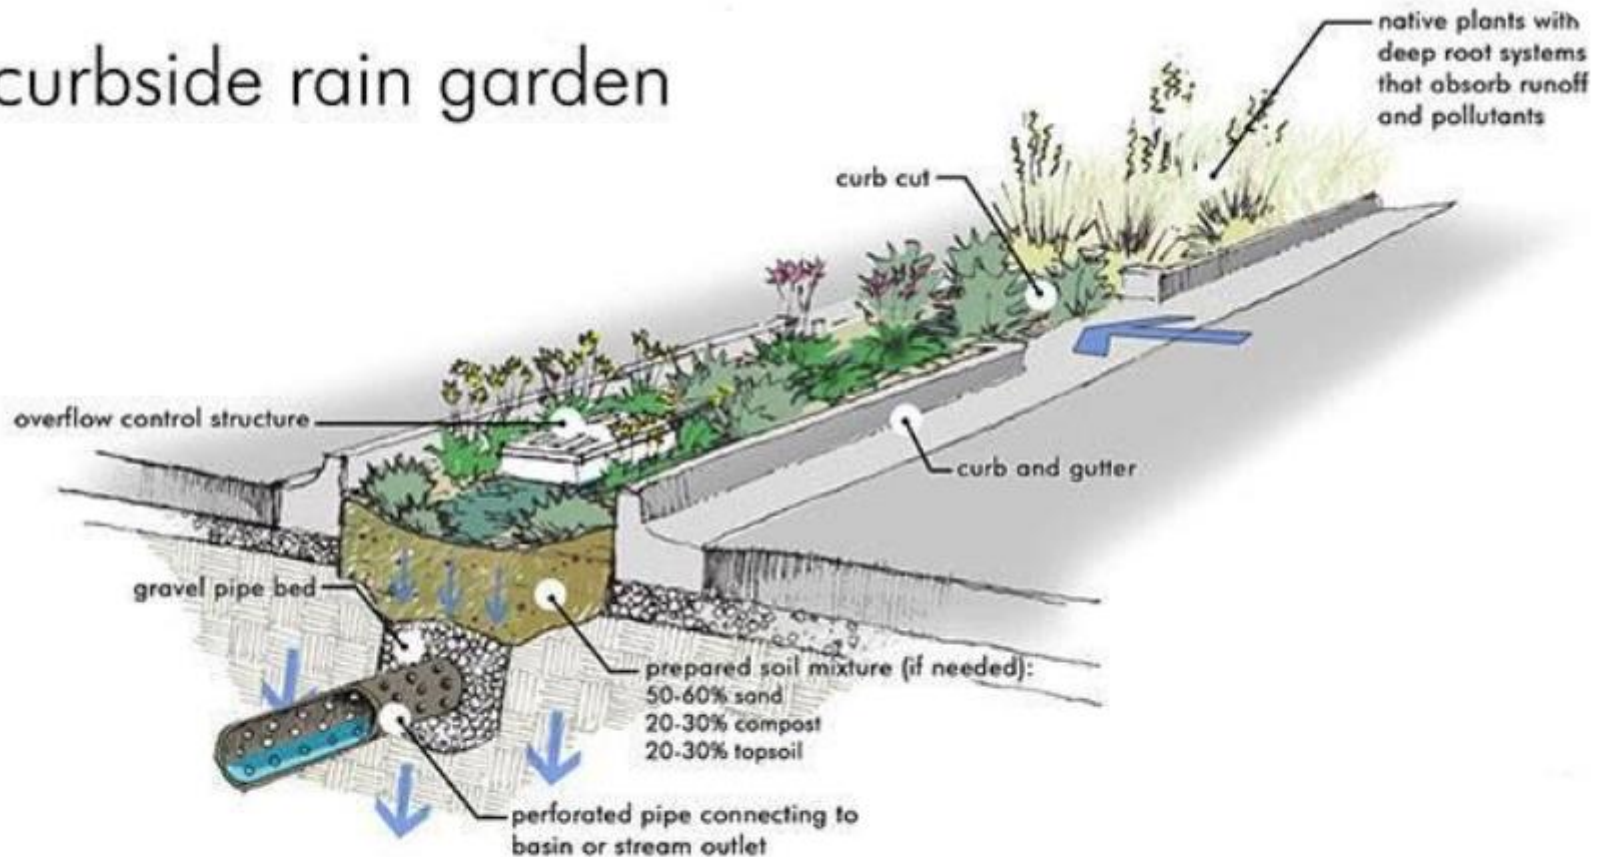 curbside rain garden
native plants with
deep root systems
that absorb runoff
and pollutants
curb cut
overflow control structure
curb and gutter
gravel pipe bed
prepared soil mixture (if needed):
50-60% sand
20-30% compost
20-30% topsoil
perforated pipe connecting to
basin or stream outlet